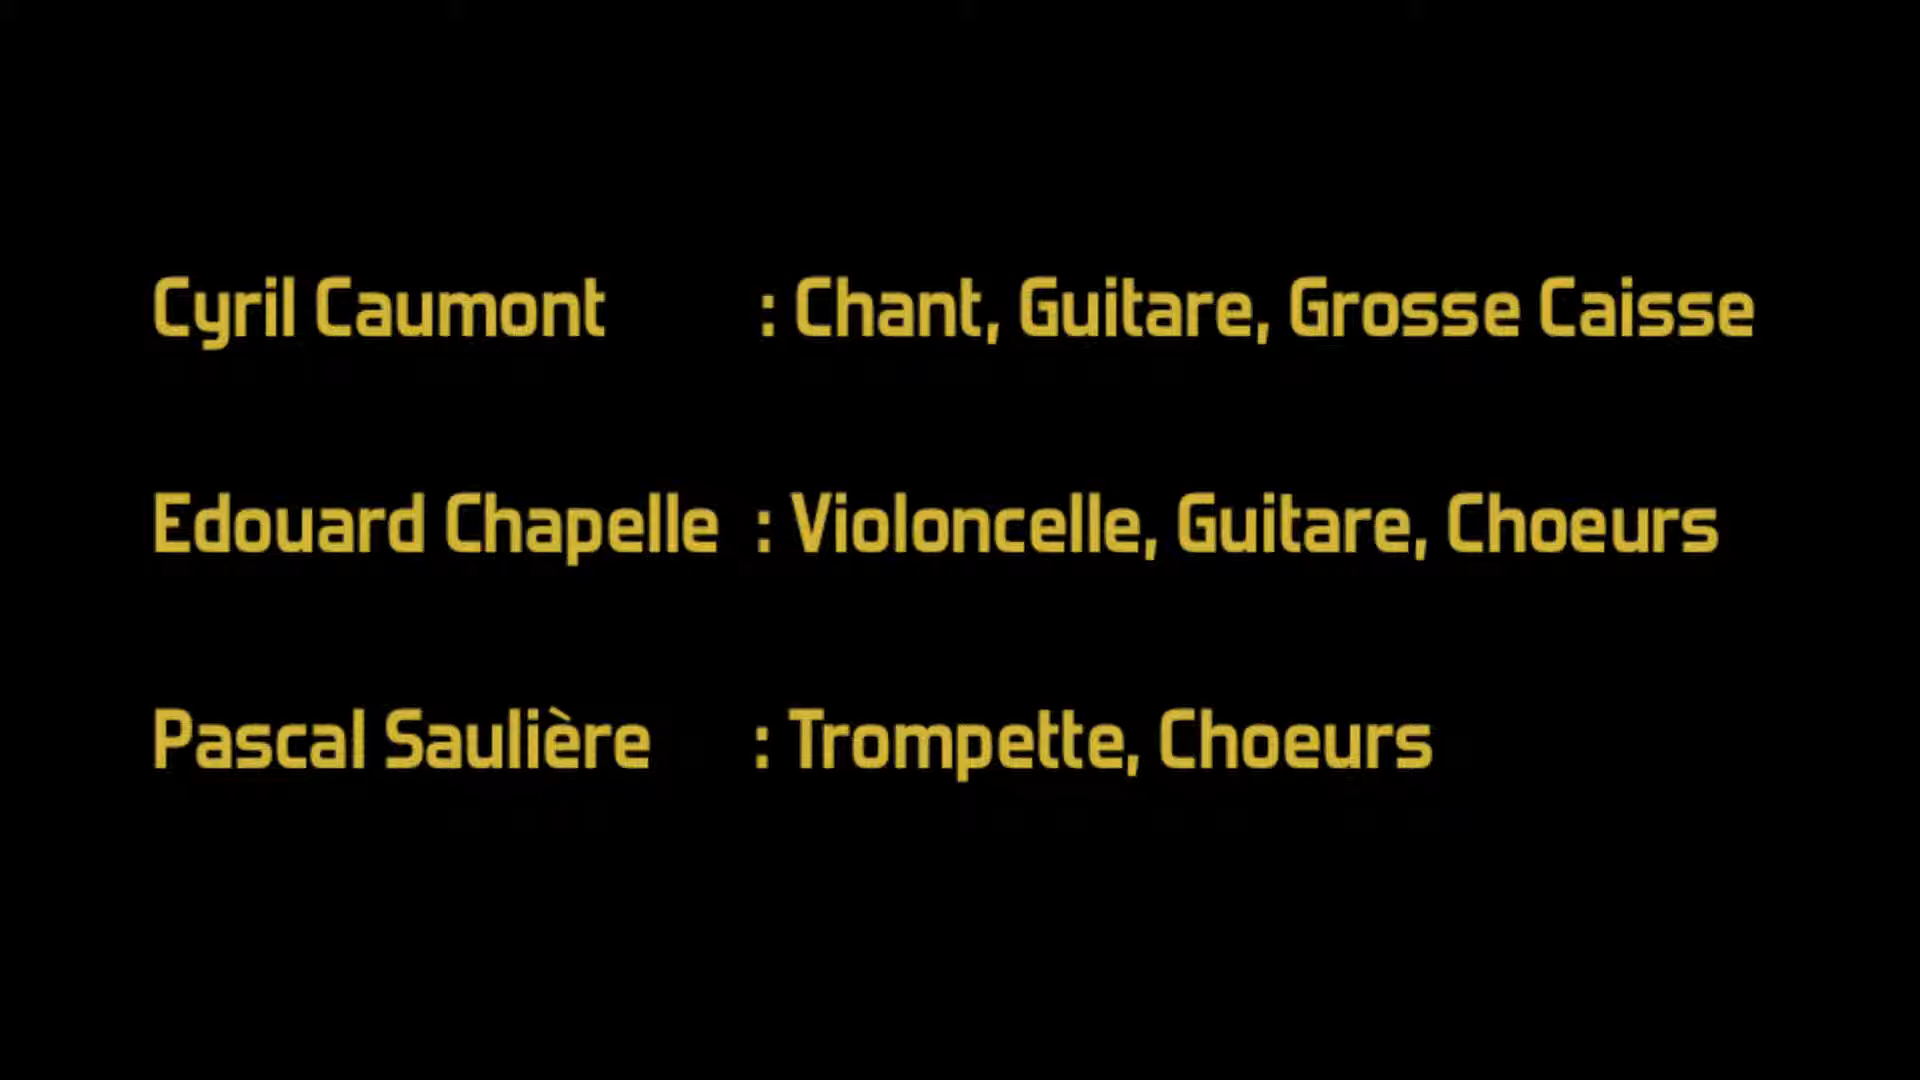 Cyril Caumont : Chant, Guitare, Grosse Caisse
Edouard Chapelle : Violoncelle, Guitare, Choeurs
Pascal Saulière : Trompette, Choeurs